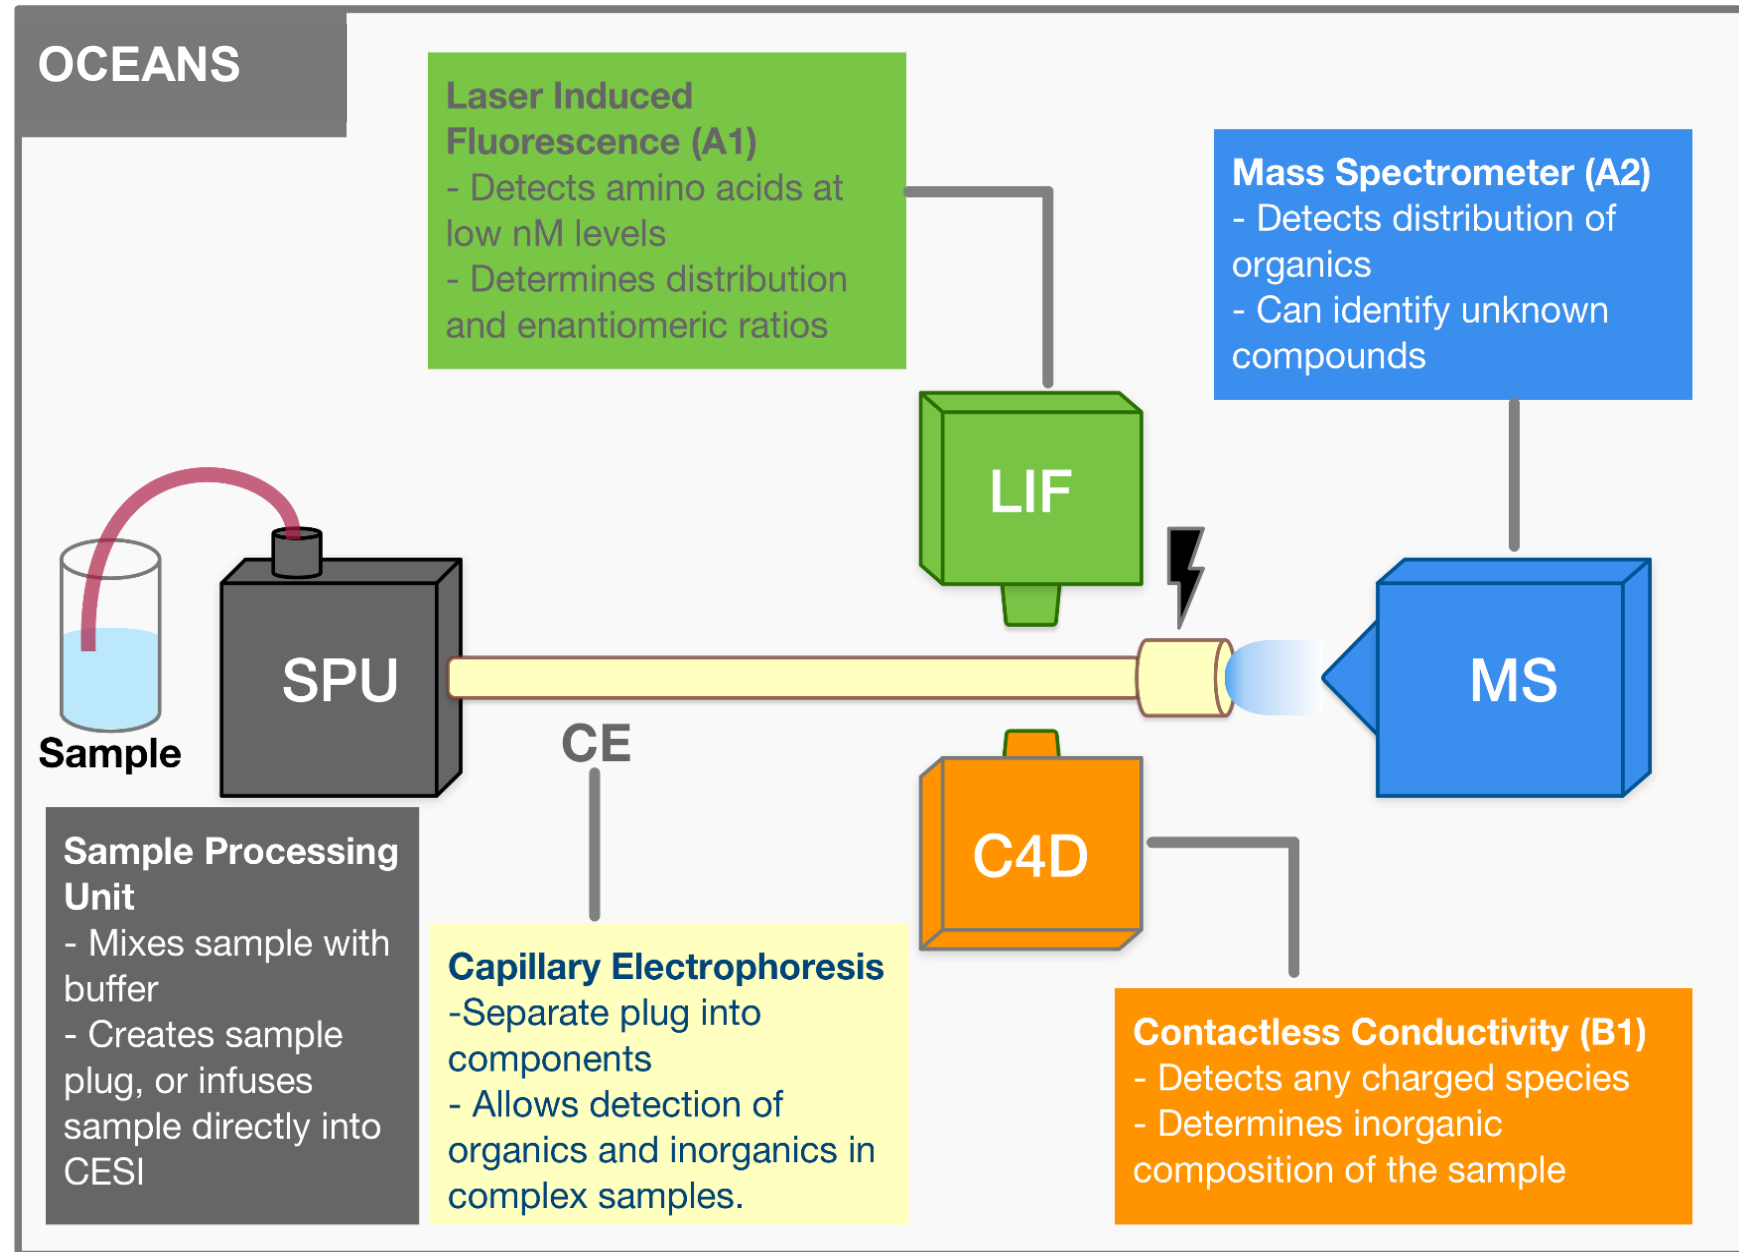 OCEANS
Laser Induced
Fluorescence (A1)
- Detects amino acids at
low nM levels
- Determines distribution
and enantiomeric ratios
Mass Spectrometer (A2)
- Detects distribution of
organics
- Can identify unknown
compounds
LIF
SPU
MS
Sample
CE
C4D
Sample Processing
Unit
- Mixes sample with
buffer
- Creates sample
plug, or infuses
sample directly into
CESI
Capillary Electrophoresis
-Separate plug into
components
- Allows detection of
organics and inorganics in
complex samples.
Contactless Conductivity (B1)
- Detects any charged species
- Determines inorganic
composition of the sample